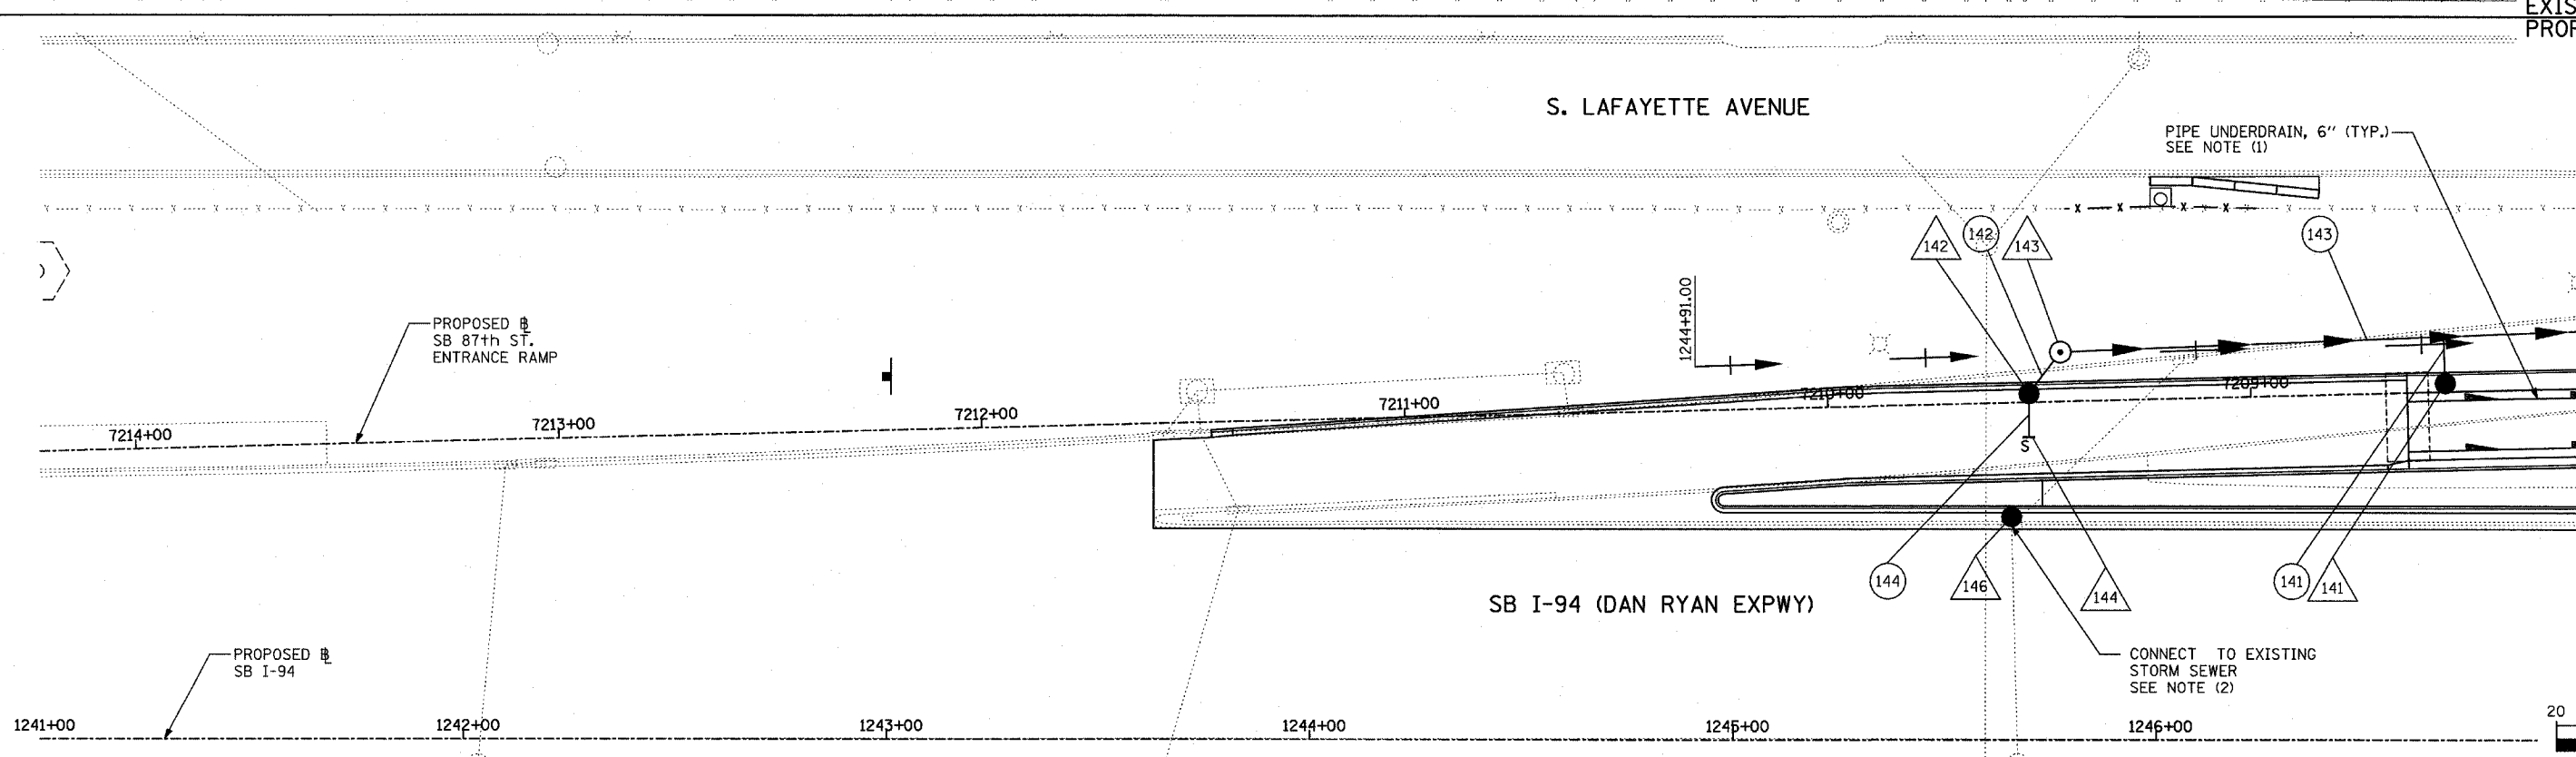 EXIS
PROP
S. LAFAYETTE AVENUE
PIPE UNDERDRAIN, 6" (TYP.)
SEE NOTE (1)
142
142
143
143
1244+91.00
PROPOSED ℄
SB 87th ST.
ENTRANCE RAMP
7214+00
7213+00
7212+00
7211+00
7210+00
7209+00
S
144
146
144
141
141
SB I-94 (DAN RYAN EXPWY)
PROPOSED
SB I-94
CONNECT TO EXISTING
STORM SEWER
SEE NOTE (2)
1241+00
1242+00
1243+00
1244+00
1245+00
1246+00
20